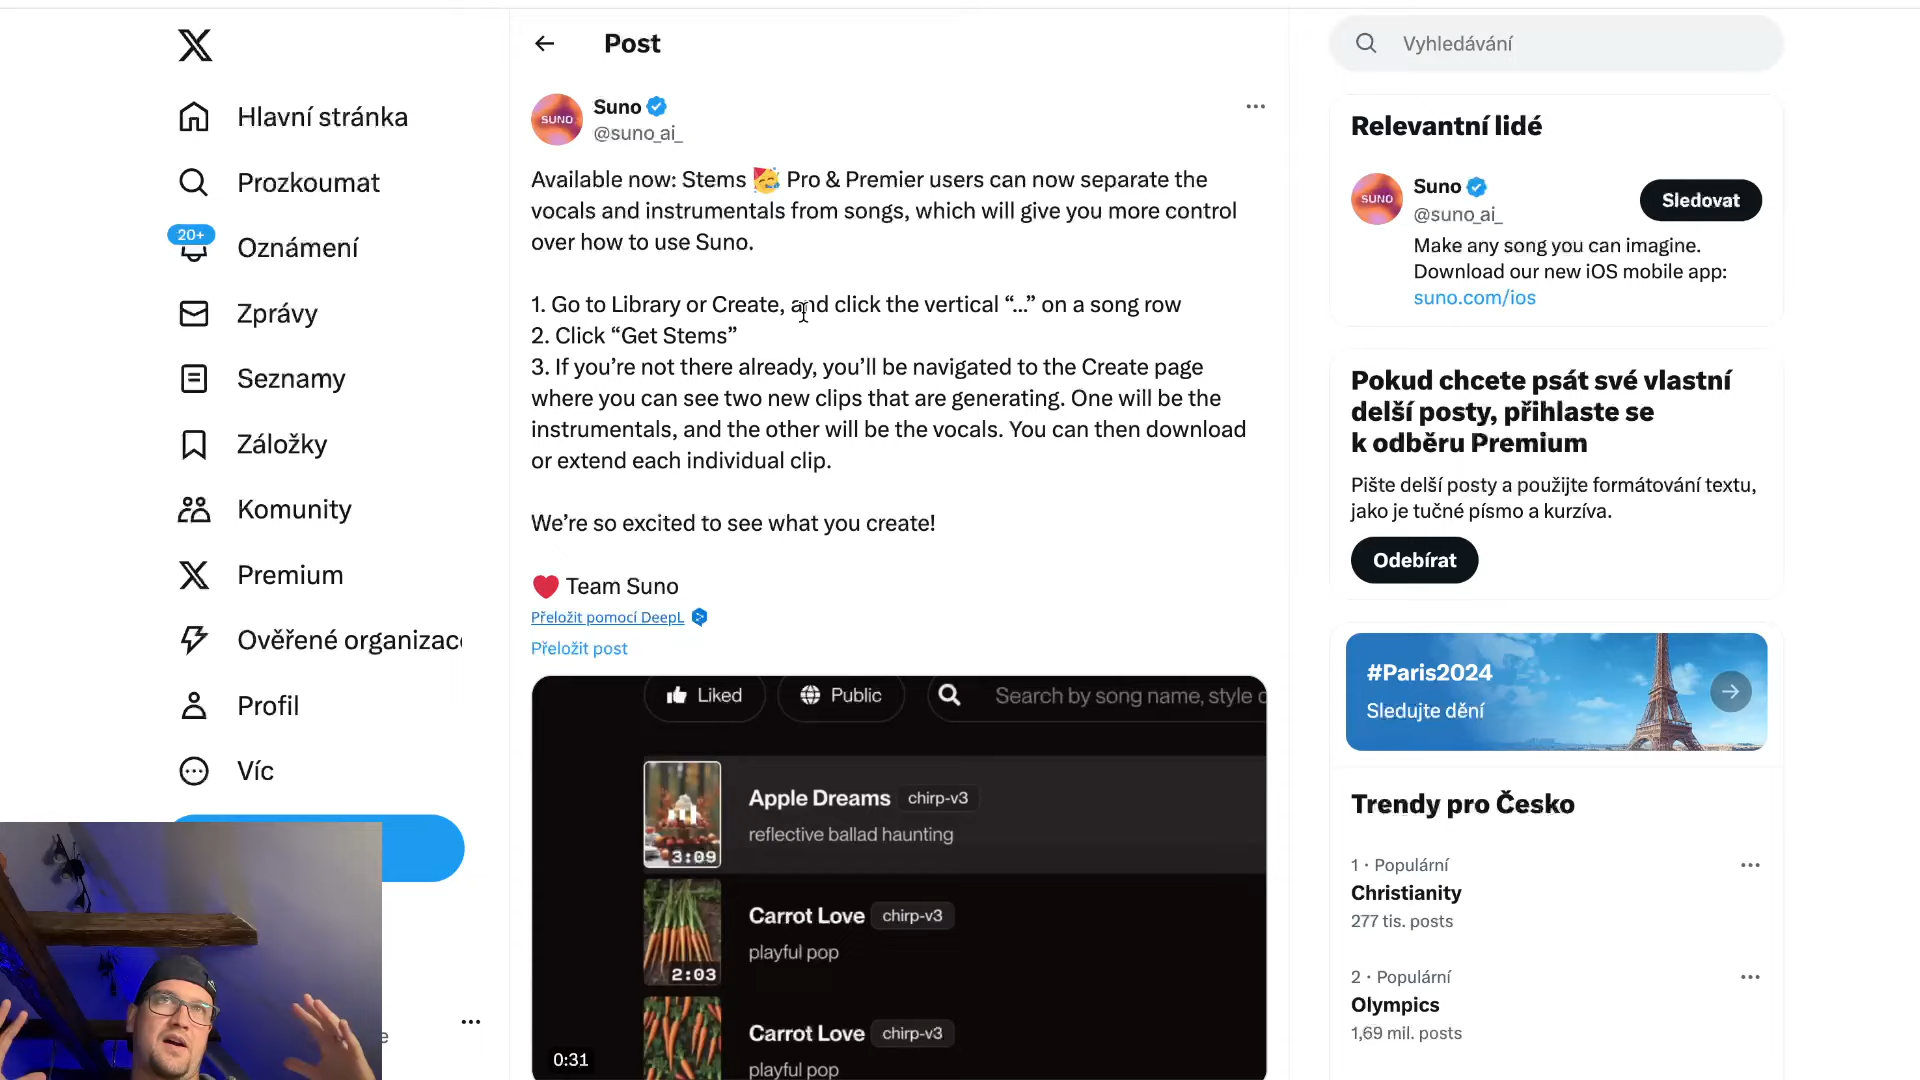 Hlavní stránka
Prozkoumat
20+
Oznámení
Zprávy
Seznamy
Záložky
Komunity
Premium
Ověřené organizac
Profil
Víc
Post
SUNO
Suno
@suno_ai_
Available now: Stems 🥳 Pro & Premier users can now separate the
vocals and instrumentals from songs, which will give you more control
over how to use Suno.
1. Go to Library or Create, and click the vertical “...” on a song row
2. Click “Get Stems”
3. If you’re not there already, you’ll be navigated to the Create page
where you can see two new clips that are generating. One will be the
instrumentals, and the other will be the vocals. You can then download
or extend each individual clip.
We’re so excited to see what you create!
❤️ Team Suno
Přeložit pomocí DeepL
Přeložit post
Liked
Public
Search by song name, style o
Apple Dreams chirp-v3
reflective ballad haunting
3:09
Carrot Love chirp-v3
playful pop
2:03
Carrot Love chirp-v3
playful pop
0:31
Vyhledávání
Relevantní lidé
SUNO
Suno
@suno_ai_
Sledovat
Make any song you can imagine.
Download our new iOS mobile app:
suno.com/ios
Pokud chcete psát své vlastní
delší posty, přihlaste se
k odběru Premium
Pište delší posty a použijte formátování textu,
jako je tučné písmo a kurzíva.
Odebírat
#Paris2024
Sledujte dění
Trendy pro Česko
1 · Populární
Christianity
277 tis. posts
2 · Populární
Olympics
1,69 mil. posts